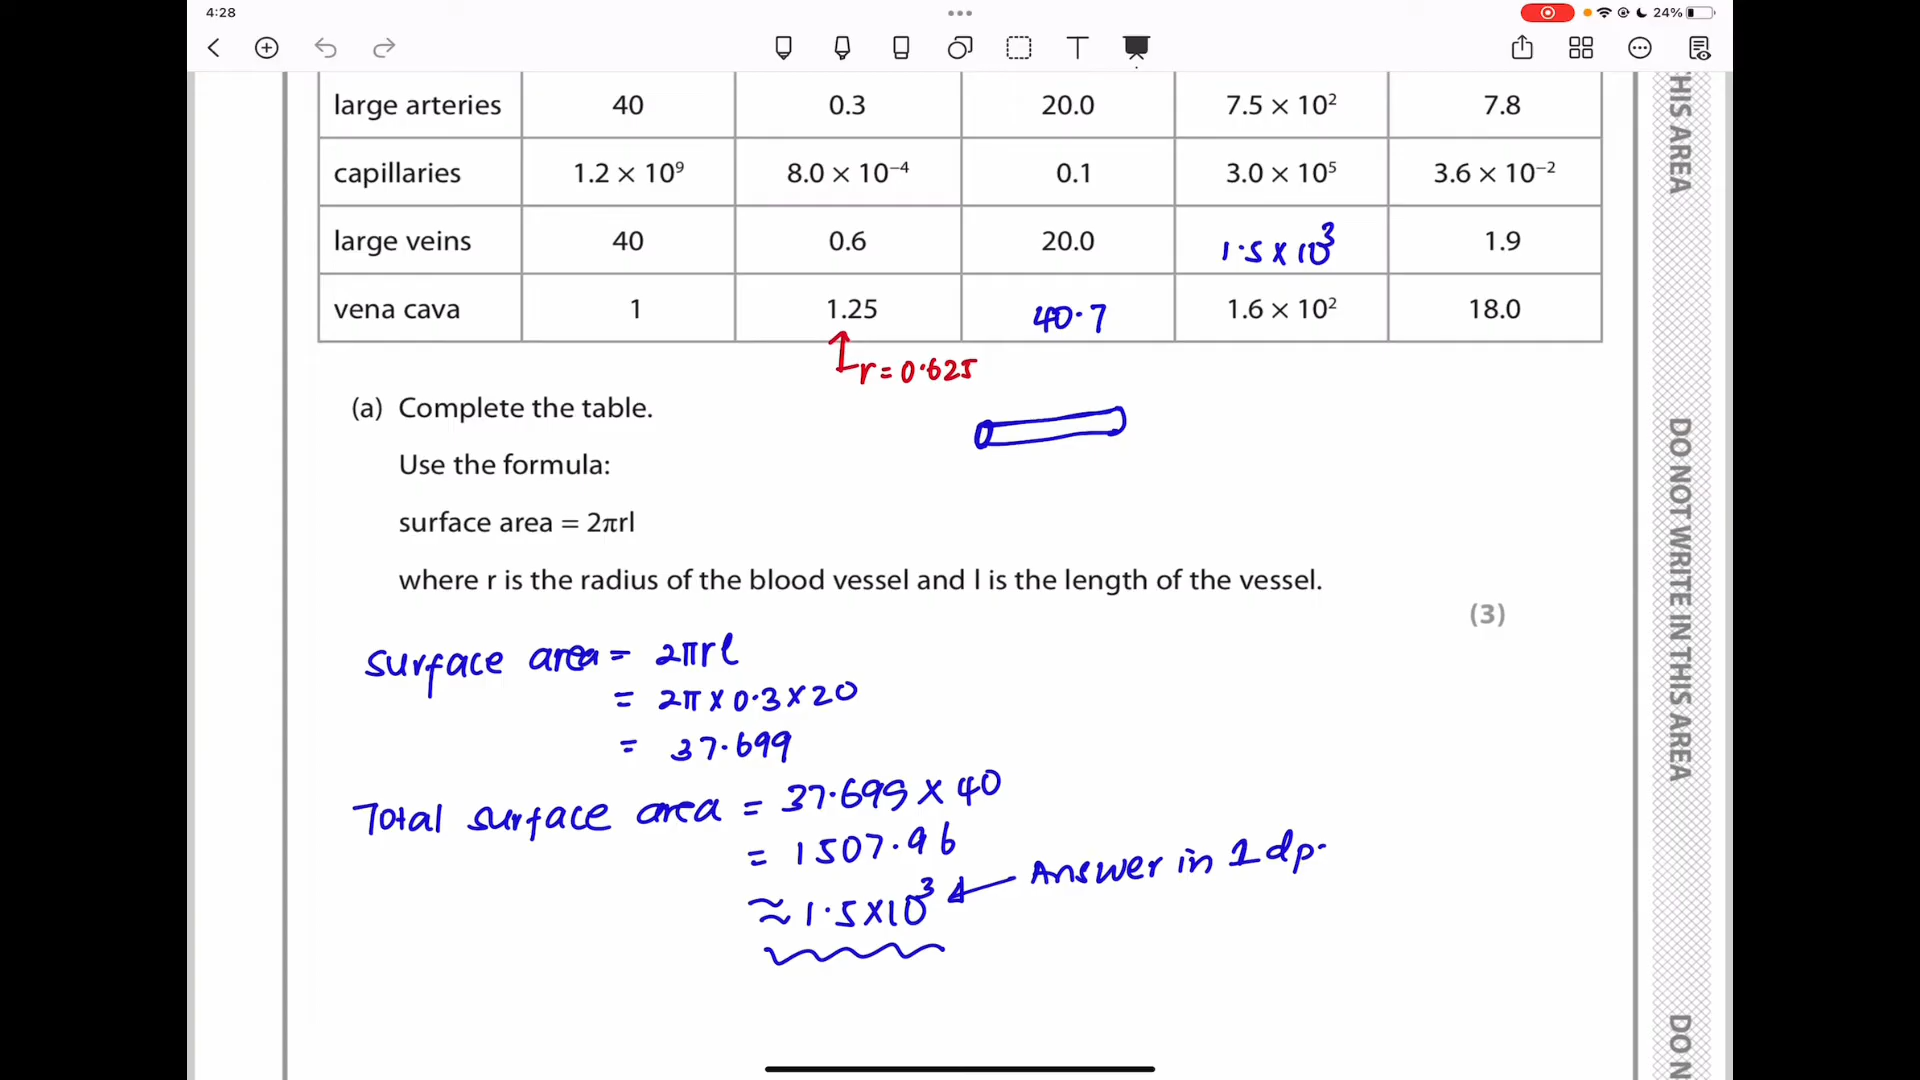 4:28
24%
large arteries 40 0.3 20.0 7.5 × 10² 7.8
capillaries 1.2 × 10⁹ 8.0 × 10⁻⁴ 0.1 3.0 × 10⁵ 3.6 × 10⁻²
large veins 40 0.6 20.0 1.5 × 10³ 1.9
vena cava 1 1.25 40.7 1.6 × 10² 18.0
r = 0.625
(a) Complete the table.
Use the formula:
surface area = 2πrl
where r is the radius of the blood vessel and l is the length of the vessel.
(3)
surface area = 2πrl
= 2π × 0.3 × 20
= 37.699
Total surface area = 37.699 × 40
= 1507.96
≈ 1.5 × 10³ Answer in 1 dp.
HIS AREA
DO NOT WRITE IN THIS AREA
DO N